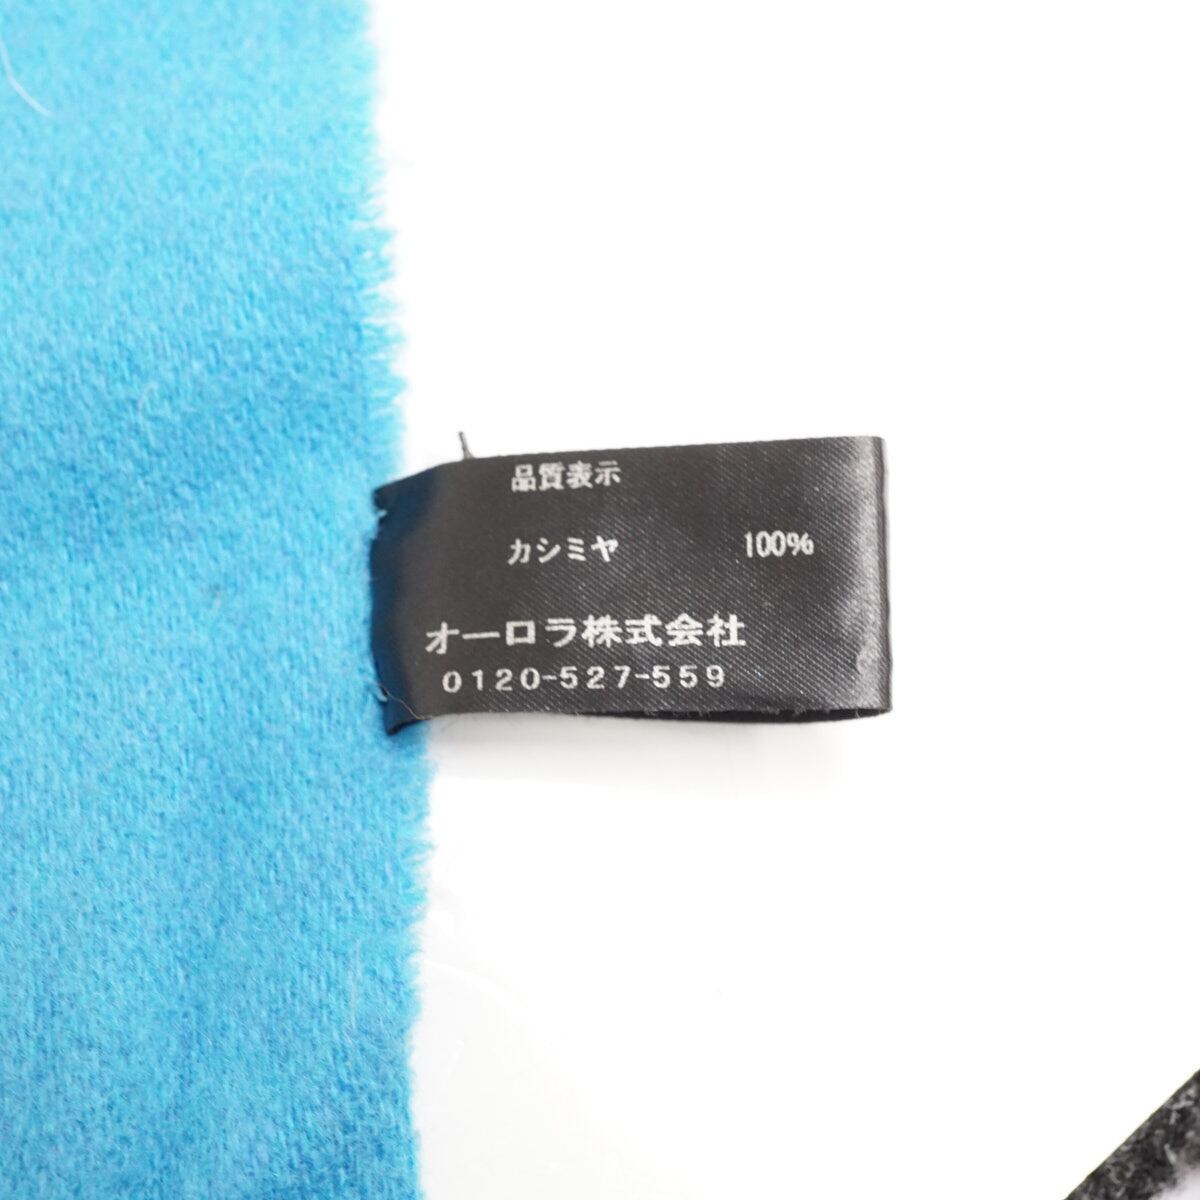 品質表示
カシミヤ 100%
オーロラ株式会社
0120-527-559